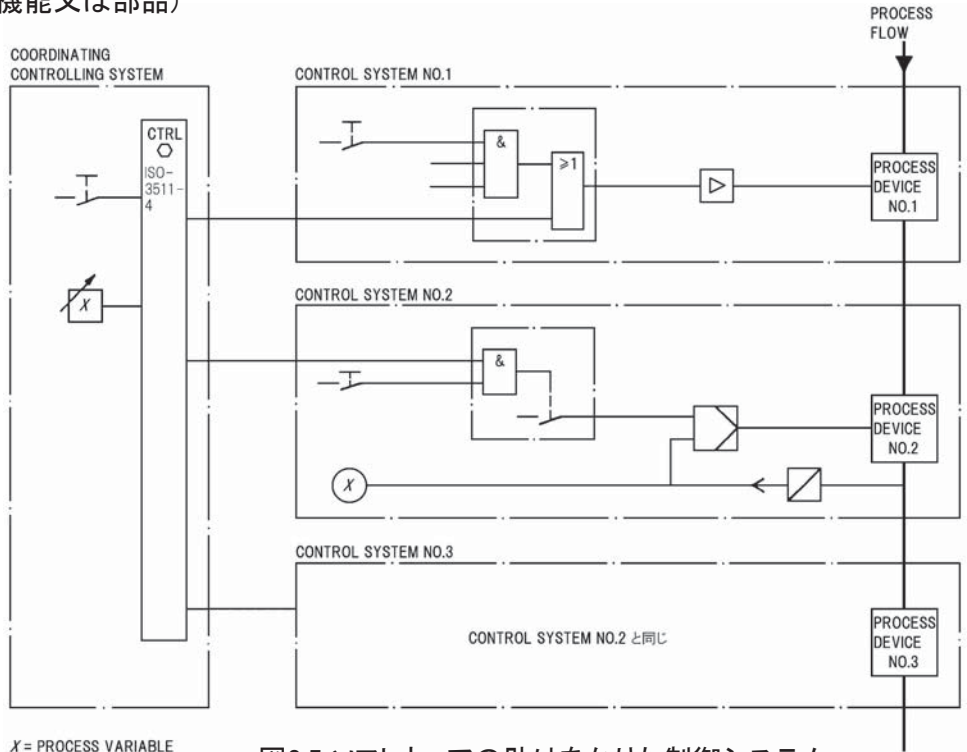 機能又は部品）
PROCESS
FLOW
COORDINATING
CONTROLLING SYSTEM
CONTROL SYSTEM NO.1
CTRL
ISO-
3511-
4
&
≥1
PROCESS
DEVICE
NO.1
X
CONTROL SYSTEM NO.2
&
PROCESS
DEVICE
NO.2
X
CONTROL SYSTEM NO.3
CONTROL SYSTEM NO.2 と同じ
PROCESS
DEVICE
NO.3
X = PROCESS VARIABLE